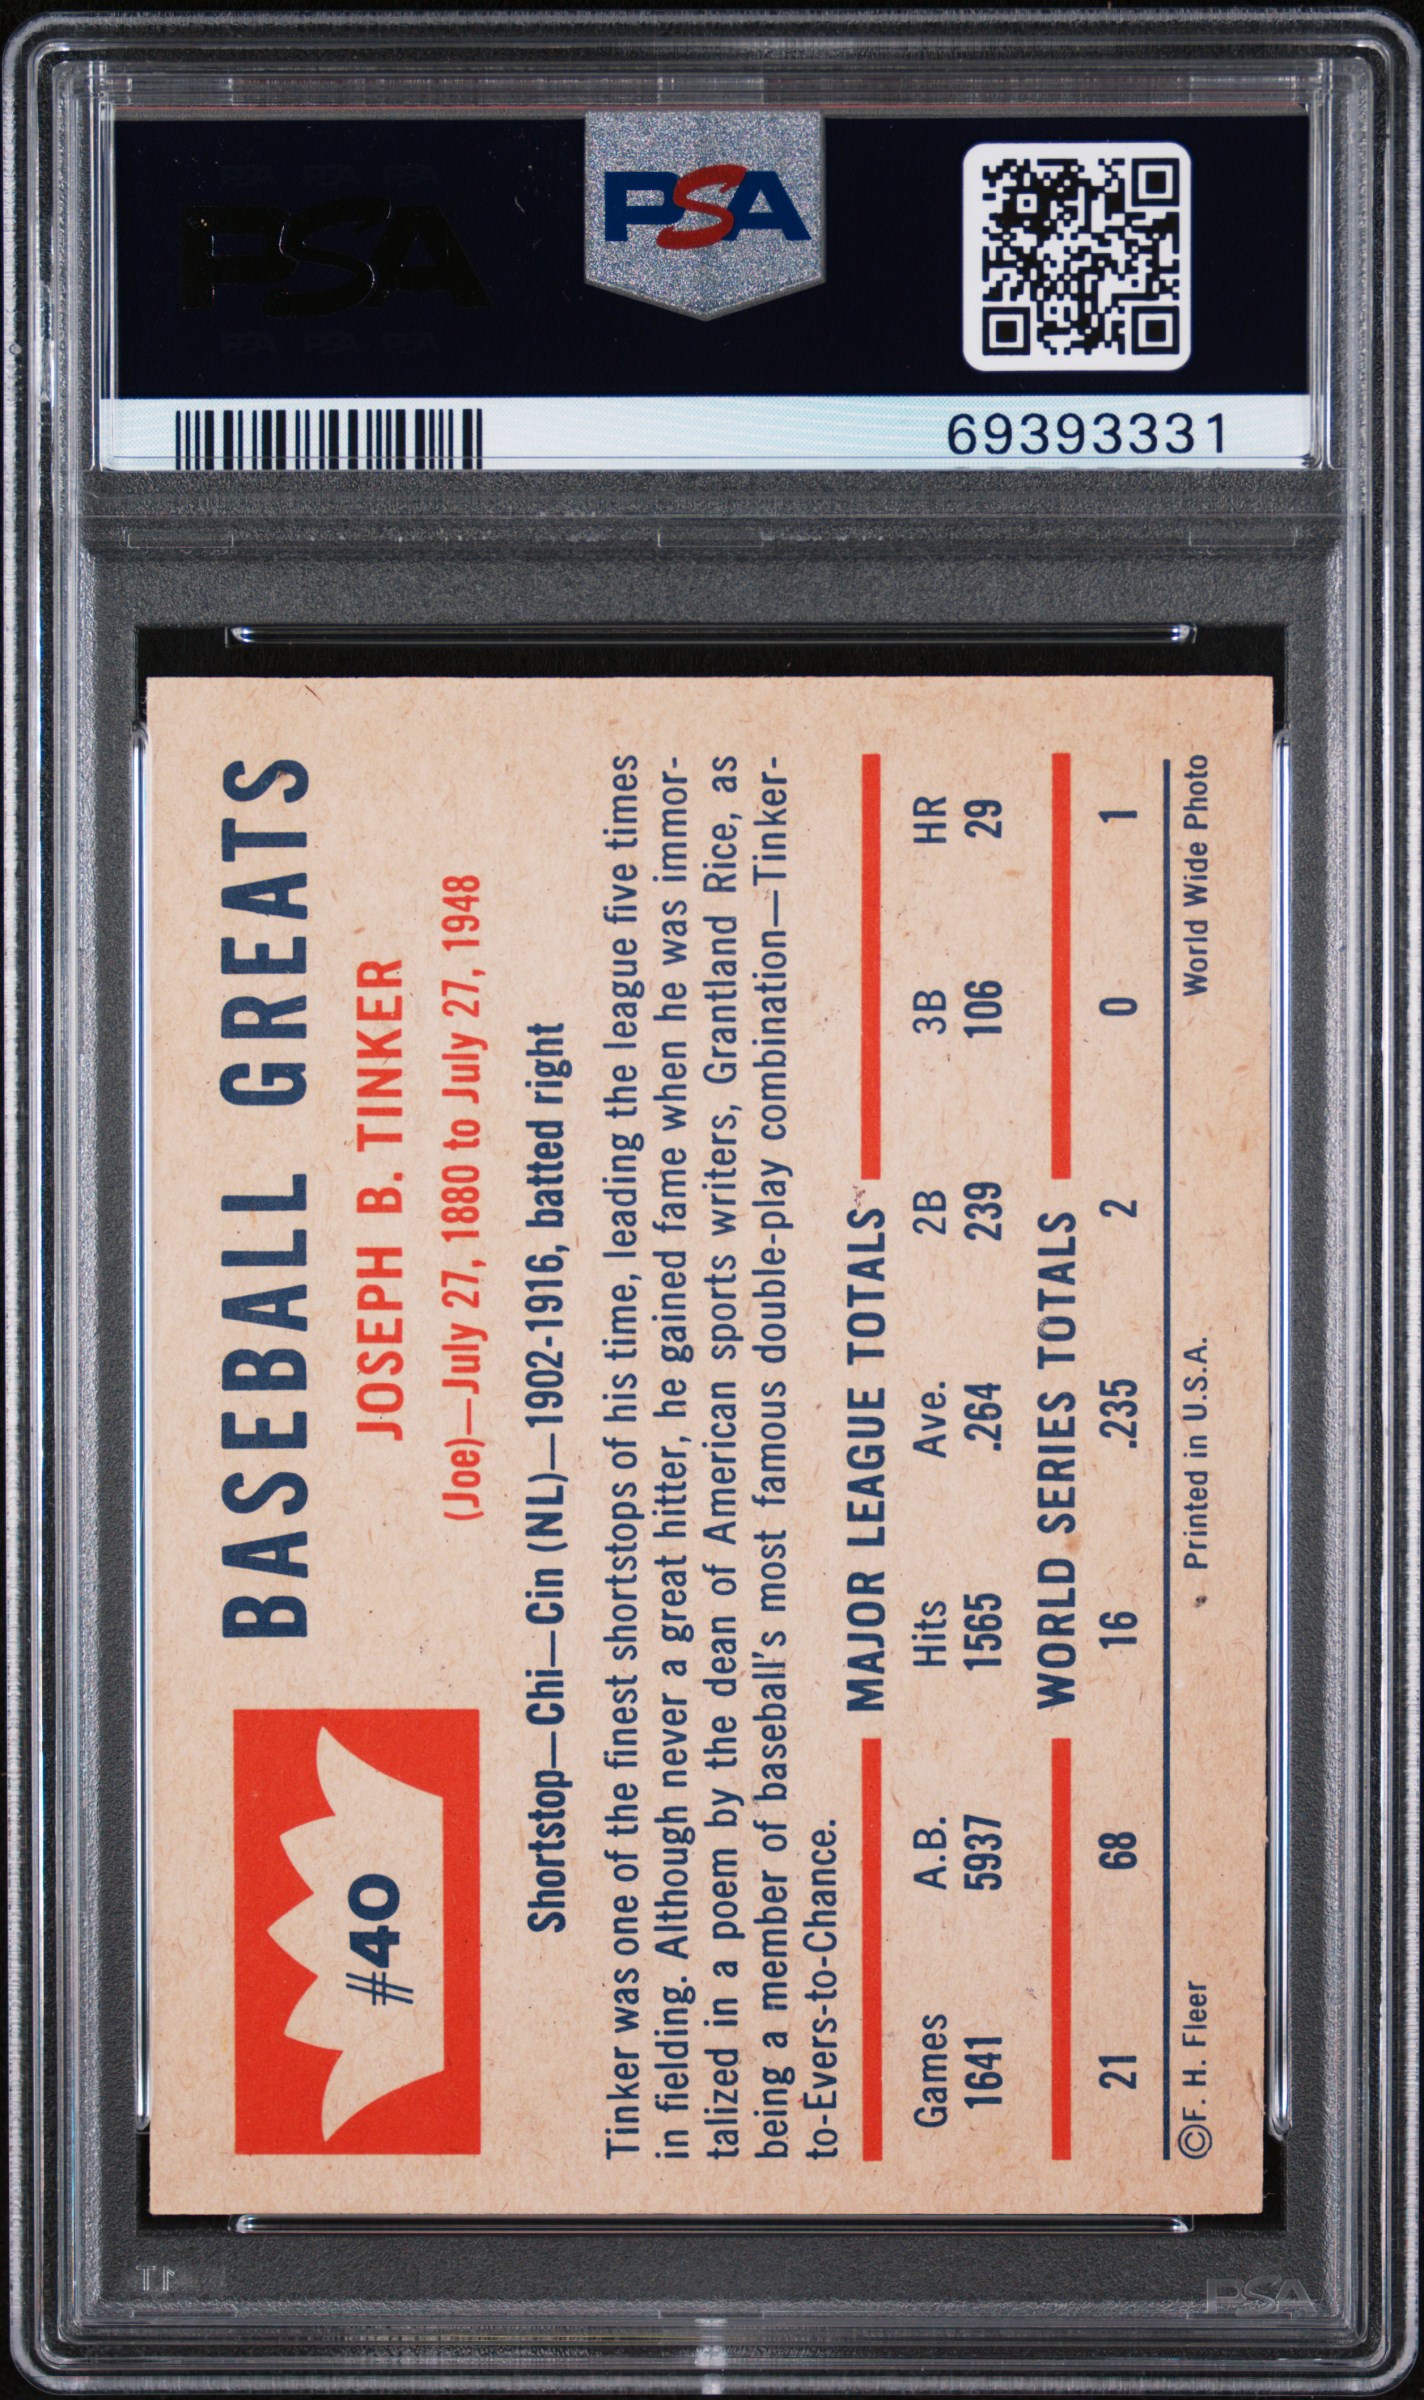 PSA
PSA
69393331
#40
BASEBALL GREATS
JOSEPH B. TINKER
(Joe)—July 27, 1880 to July 27, 1948
Shortstop—Chi—Cin (NL)—1902-1916, batted right
Tinker was one of the finest shortstops of his time, leading the league five times
in fielding. Although never a great hitter, he gained fame when he was immor-
talized in a poem by the dean of American sports writers, Grantland Rice, as
being a member of baseball's most famous double-play combination—Tinker-
to-Evers-to-Chance.
MAJOR LEAGUE TOTALS
Games A.B. Hits Ave. 2B 3B HR
1641 5937 1565 .264 239 106 29
WORLD SERIES TOTALS
21 68 16 .235 2 0 1
©F. H. Fleer Printed in U.S.A. World Wide Photo
PSA